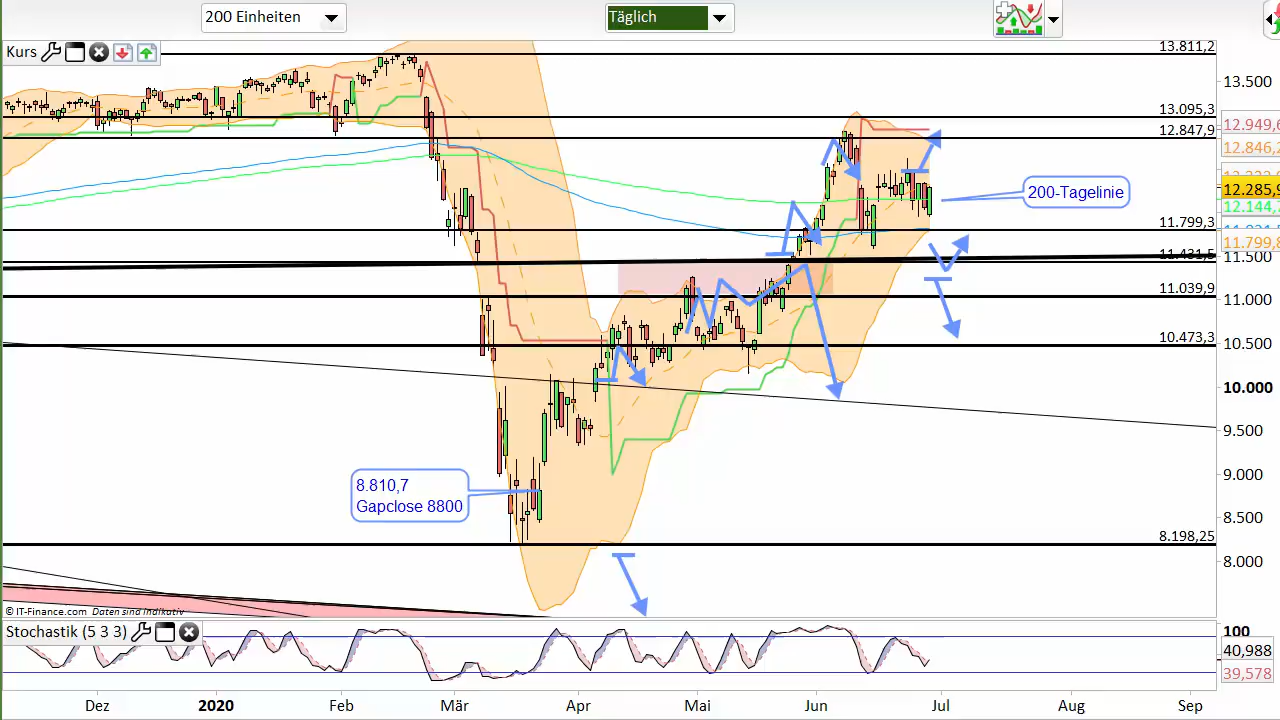 200 Einheiten
Täglich
Kurs
13.811,2
13.500
13.095,3
12.949,6
12.847,9
12.846,2
12.285,9
200-Tagelinie
12.144,
11.799,3
11.799,8
11.431,5
11.500
11.039,9
11.000
10.473,3
10.500
10.000
9.500
9.000
8.810,7
Gapclose 8800
8.500
8.198,25
8.000
© IT-Finance.com Daten sind indikativ
Stochastik (5 3 3)
100
40,988
39,578
Dez
2020
Feb
Mär
Apr
Mai
Jun
Jul
Aug
Sep